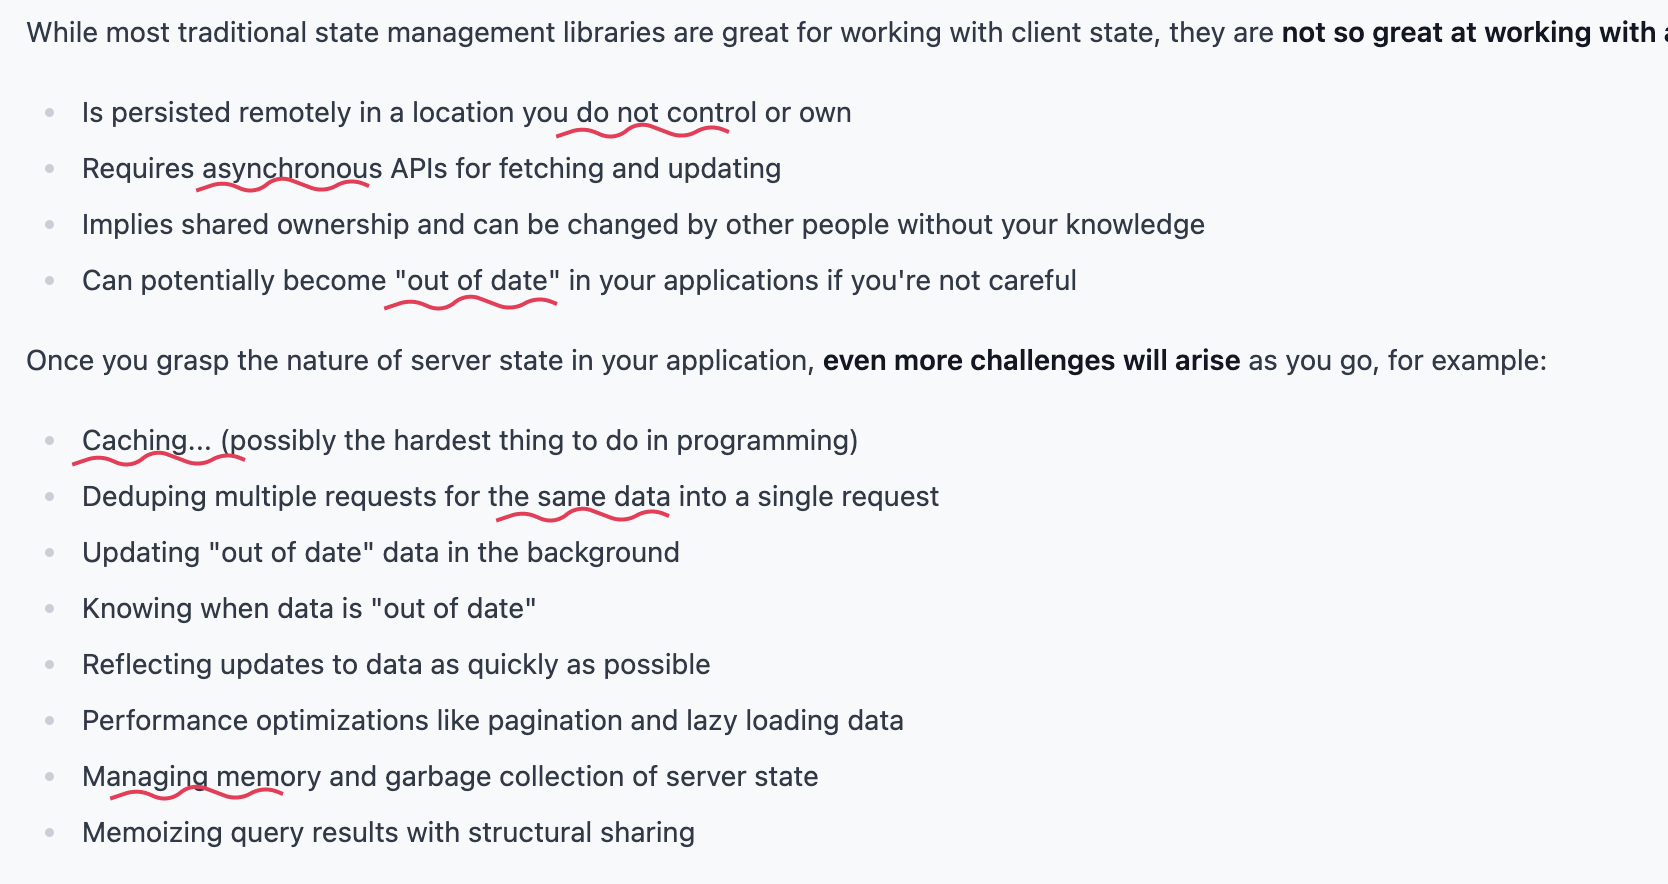 While most traditional state management libraries are great for working with client state, they are not so great at working with
Is persisted remotely in a location you do not control or own
Requires asynchronous APIs for fetching and updating
Implies shared ownership and can be changed by other people without your knowledge
Can potentially become "out of date" in your applications if you're not careful
Once you grasp the nature of server state in your application, even more challenges will arise as you go, for example:
Caching... (possibly the hardest thing to do in programming)
Deduping multiple requests for the same data into a single request
Updating "out of date" data in the background
Knowing when data is "out of date"
Reflecting updates to data as quickly as possible
Performance optimizations like pagination and lazy loading data
Managing memory and garbage collection of server state
Memoizing query results with structural sharing